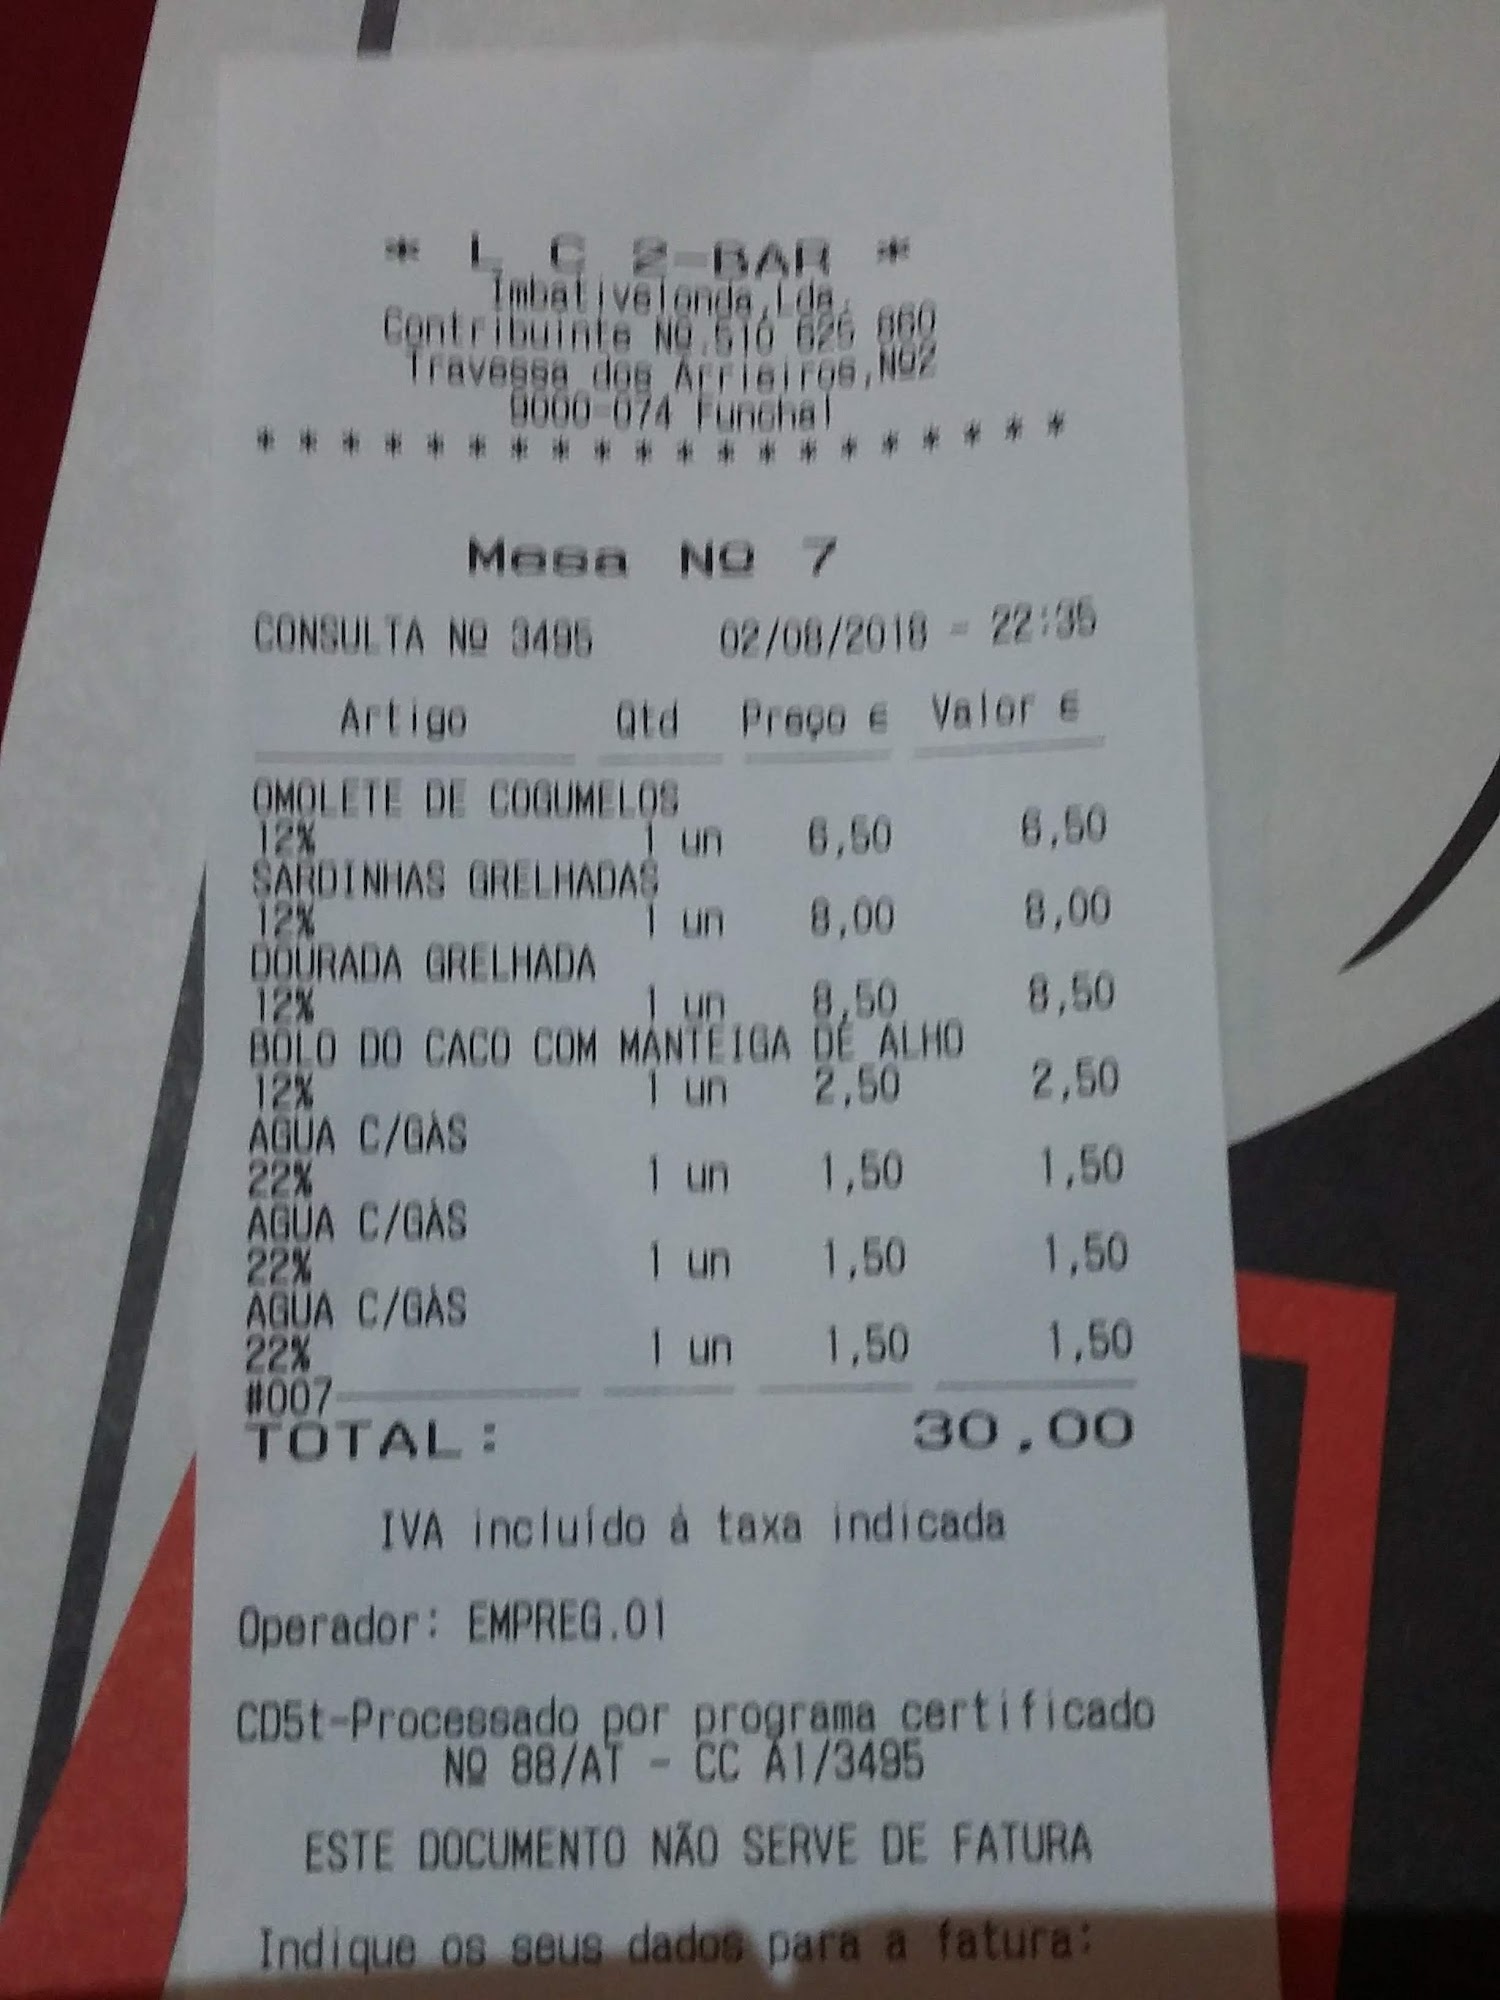 * L C 2-BAR *
Imbativelonda,Lda.
Contribuinte Nº.510 625 860
Travessa dos Arrieiros,Nº2
9000-074 Funchal
* * * * * * * * * * * * * * * * * * * *
Mesa Nº 7
CONSULTA Nº 3495 02/08/2018 - 22:35
Artigo Qtd Preço € Valor €
OMOLETE DE COGUMELOS
12% 1 un 6,50 6,50
SARDINHAS GRELHADAS
12% 1 un 8,00 8,00
DOURADA GRELHADA
12% 1 un 8,50 8,50
BOLO DO CACO COM MANTEIGA DE ALHO
12% 1 un 2,50 2,50
AGUA C/GÀS
22% 1 un 1,50 1,50
AGUA C/GÀS
22% 1 un 1,50 1,50
AGUA C/GÀS
22% 1 un 1,50 1,50
#007
TOTAL: 30,00
IVA incluído à taxa indicada
Operador: EMPREG.01
CD5t-Processado por programa certificado
Nº 88/AT - CC A1/3495
ESTE DOCUMENTO NÃO SERVE DE FATURA
Indique os seus dados para a fatura: